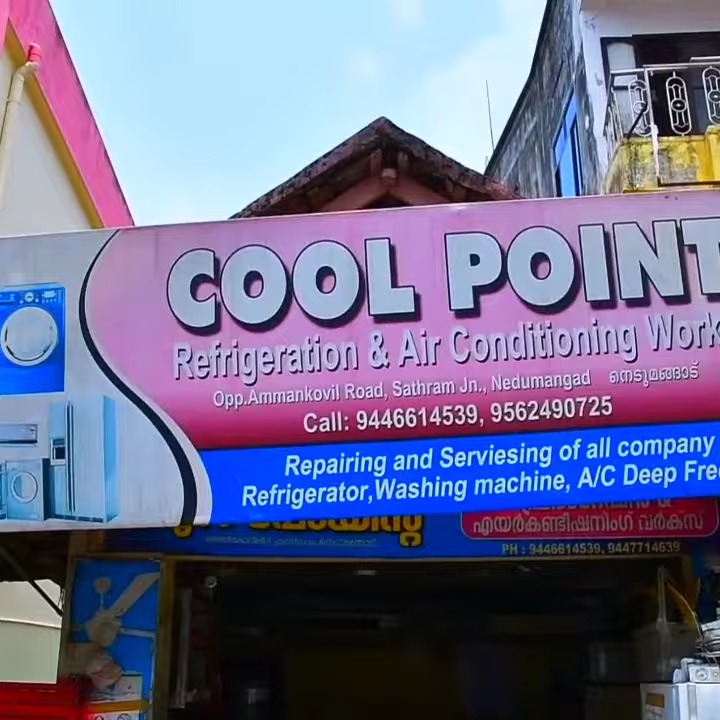 COOL POINT
Refrigeration & Air Conditioning Work
Opp.Ammankovil Road, Sathram Jn., Nedumangad നെടുമങ്ങാട്
Call: 9446614539, 9562490725
Repairing and Serviesing of all company
Refrigerator,Washing machine, A/C Deep Free
എയർകണ്ടീഷനിംഗ് വർക്സ്
PH : 9446614539, 9447714639